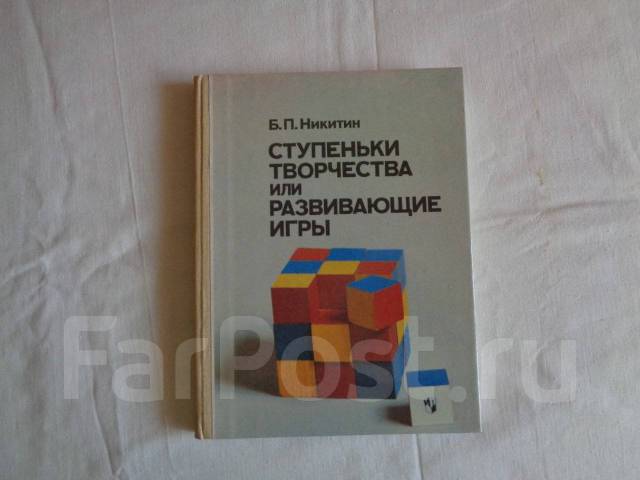 Б.П.Никитин
СТУПЕНЬКИ
ТВОРЧЕСТВА
ИЛИ
РАЗВИВАЮЩИЕ
ИГРЫ
FarPost.ru